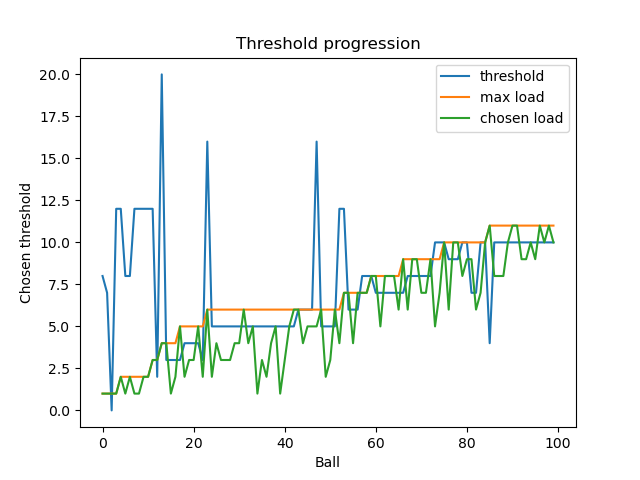 Threshold progression
threshold
max load
chosen load
Chosen threshold
20.0
17.5
15.0
12.5
10.0
7.5
5.0
2.5
0.0
0 20 40 60 80 100
Ball